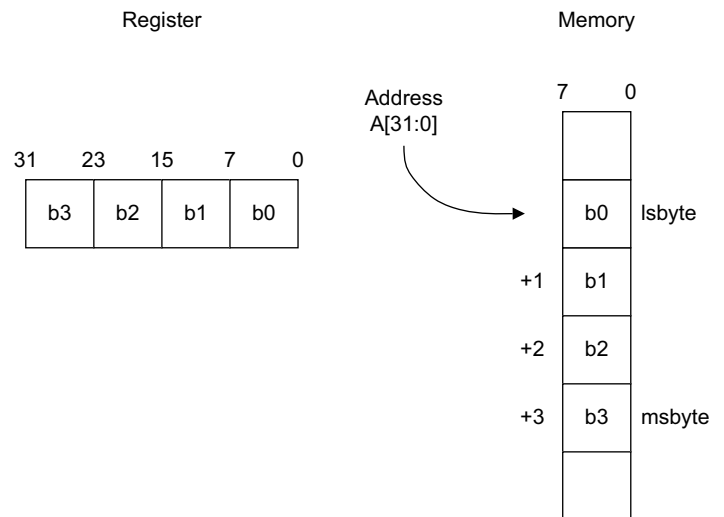 Register
Memory
Address
A[31:0]
7 0
31 23 15 7 0
b3 b2 b1 b0
b0 lsbyte
+1 b1
+2 b2
+3 b3 msbyte